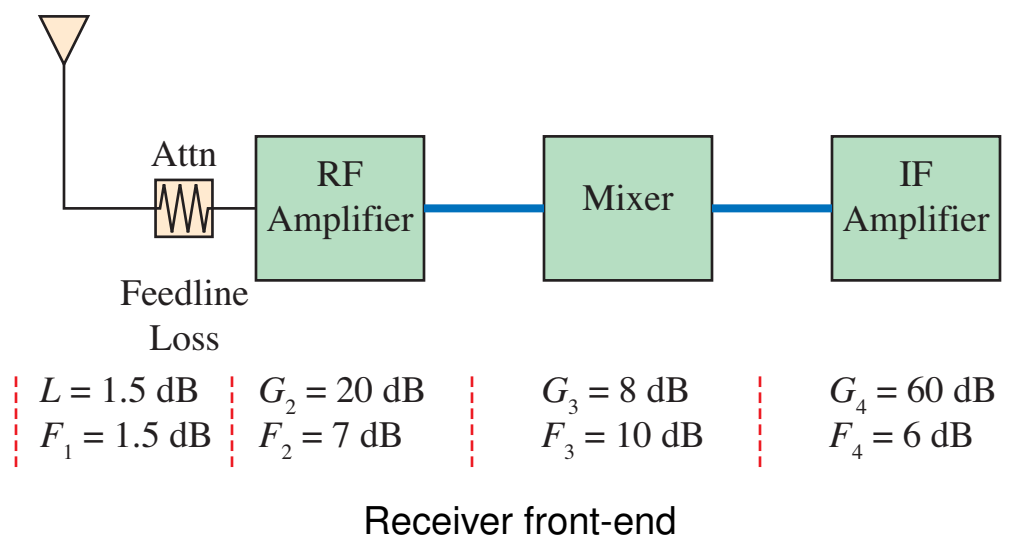 Attn
RF
Amplifier
Mixer
IF
Amplifier
Feedline
Loss
L = 1.5 dB
F₁ = 1.5 dB
G₂ = 20 dB
F₂ = 7 dB
G₃ = 8 dB
F₃ = 10 dB
G₄ = 60 dB
F₄ = 6 dB
Receiver front-end